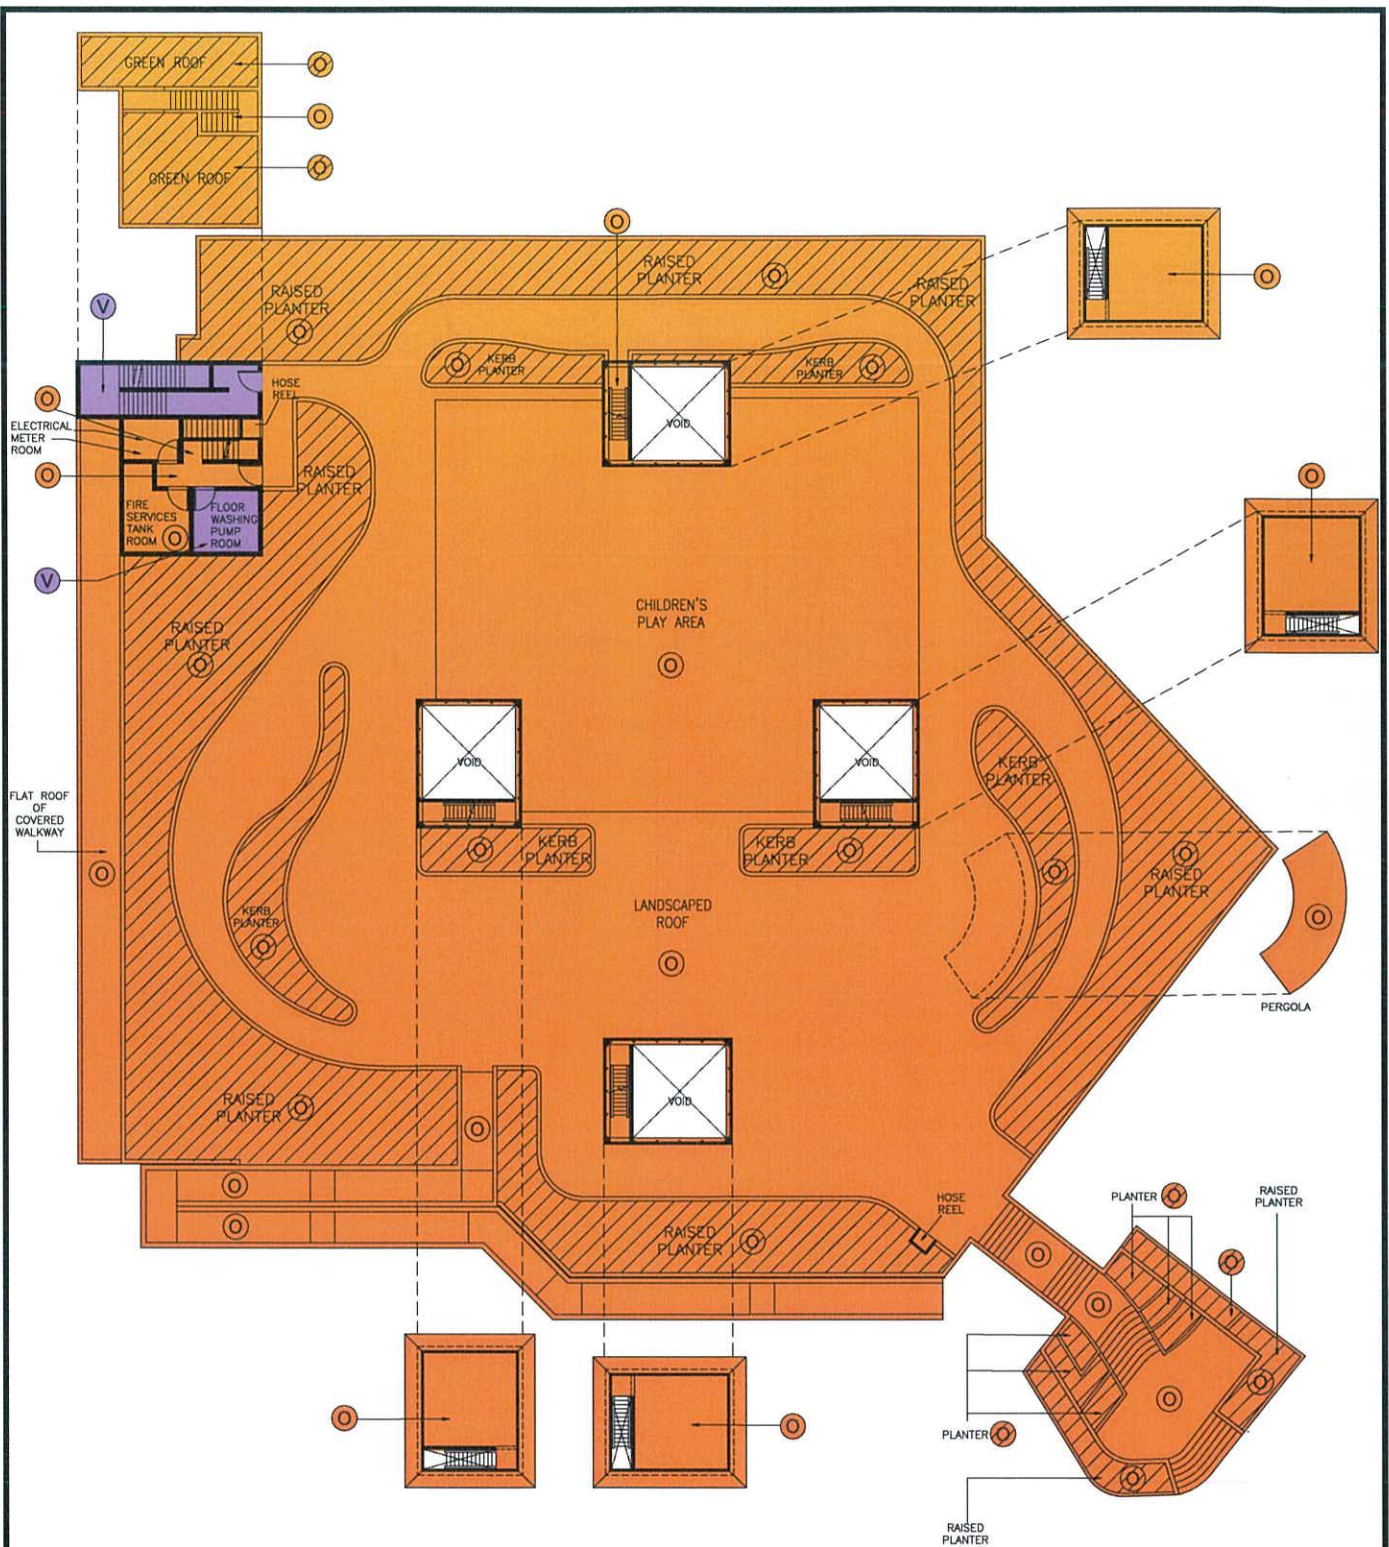 GREEN ROOF
O
O
GREEN ROOF
O
O
RAISED
PLANTER
O
RAISED
PLANTER
O
RAISED
PLANTER
O
V
KERB
PLANTER
O
KERB
PLANTER
O
VOID
HOSE
REEL
O
ELECTRICAL
METER
ROOM
O
RAISED
PLANTER
FIRE
SERVICES
TANK
ROOM
O
FLOOR
WASHING
PUMP
ROOM
V
O
CHILDREN'S
PLAY AREA
O
RAISED
PLANTER
O
VOID
VOID
KERB
PLANTER
O
FLAT ROOF
OF
COVERED
WALKWAY
O
KERB
PLANTER
O
KERB
PLANTER
O
RAISED
PLANTER
O
KERB
PLANTER
O
LANDSCAPED
ROOF
O
O
PERGOLA
VOID
RAISED
PLANTER
O
O
O
O
RAISED
PLANTER
O
HOSE
REEL
PLANTER
O
RAISED
PLANTER
O
O
O
O
O
O
O
PLANTER
O
O
RAISED
PLANTER